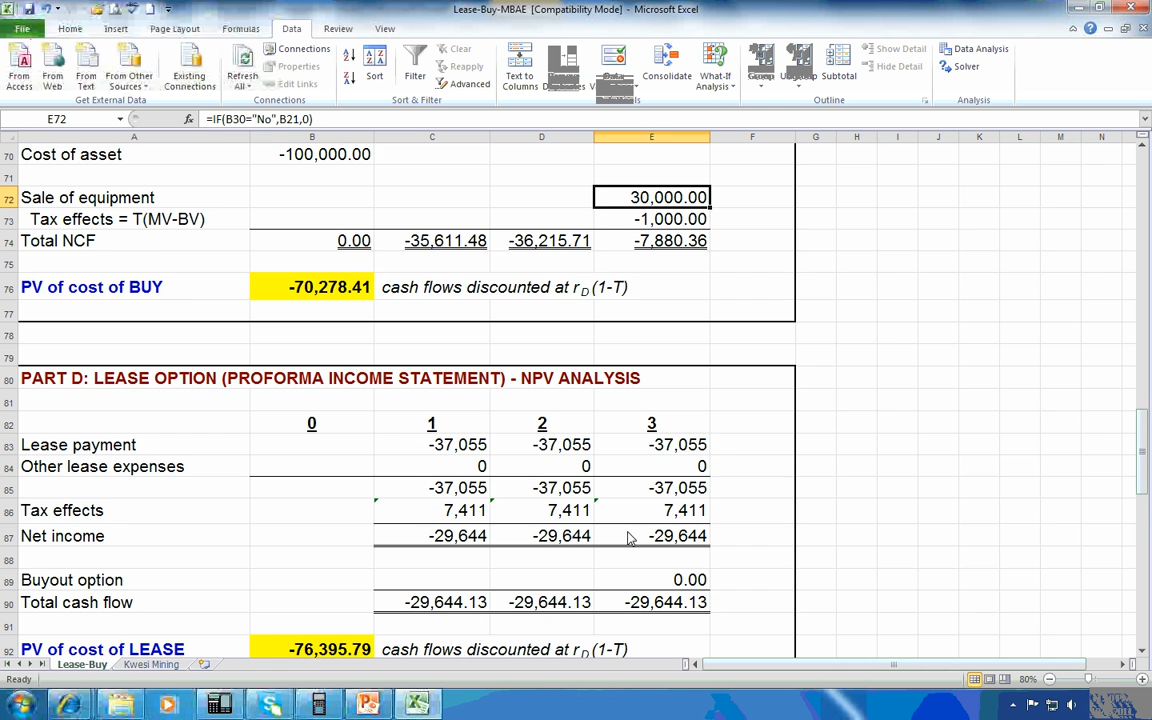 Lease-Buy-MBAE [Compatibility Mode] - Microsoft Excel
File Home Insert Page Layout Formulas Data Review View
From Access From Web From Text From Other Sources Existing Connections Refresh All Connections Properties Edit Links Sort Filter Clear Reapply Advanced Text to Columns Consolidate What-If Analysis Subtotal Show Detail Hide Detail Data Analysis Solver
Get External Data Connections Sort & Filter Outline Analysis
E72 fx =IF(B30="No",B21,0)
A B C D E F G H I J K L M N
70 Cost of asset -100,000.00
71
72 Sale of equipment 30,000.00
73 Tax effects = T(MV-BV) -1,000.00
74 Total NCF 0.00 -35,611.48 -36,215.71 -7,880.36
75
76 PV of cost of BUY -70,278.41 cash flows discounted at rD(1-T)
77
78
79
80 PART D: LEASE OPTION (PROFORMA INCOME STATEMENT) - NPV ANALYSIS
81
82 0 1 2 3
83 Lease payment -37,055 -37,055 -37,055
84 Other lease expenses 0 0 0
85 -37,055 -37,055 -37,055
86 Tax effects 7,411 7,411 7,411
87 Net income -29,644 -29,644 -29,644
88
89 Buyout option 0.00
90 Total cash flow -29,644.13 -29,644.13 -29,644.13
91
92 PV of cost of LEASE -76,395.79 cash flows discounted at rD(1-T)
Lease-Buy Kwesi Mining
Ready 80%